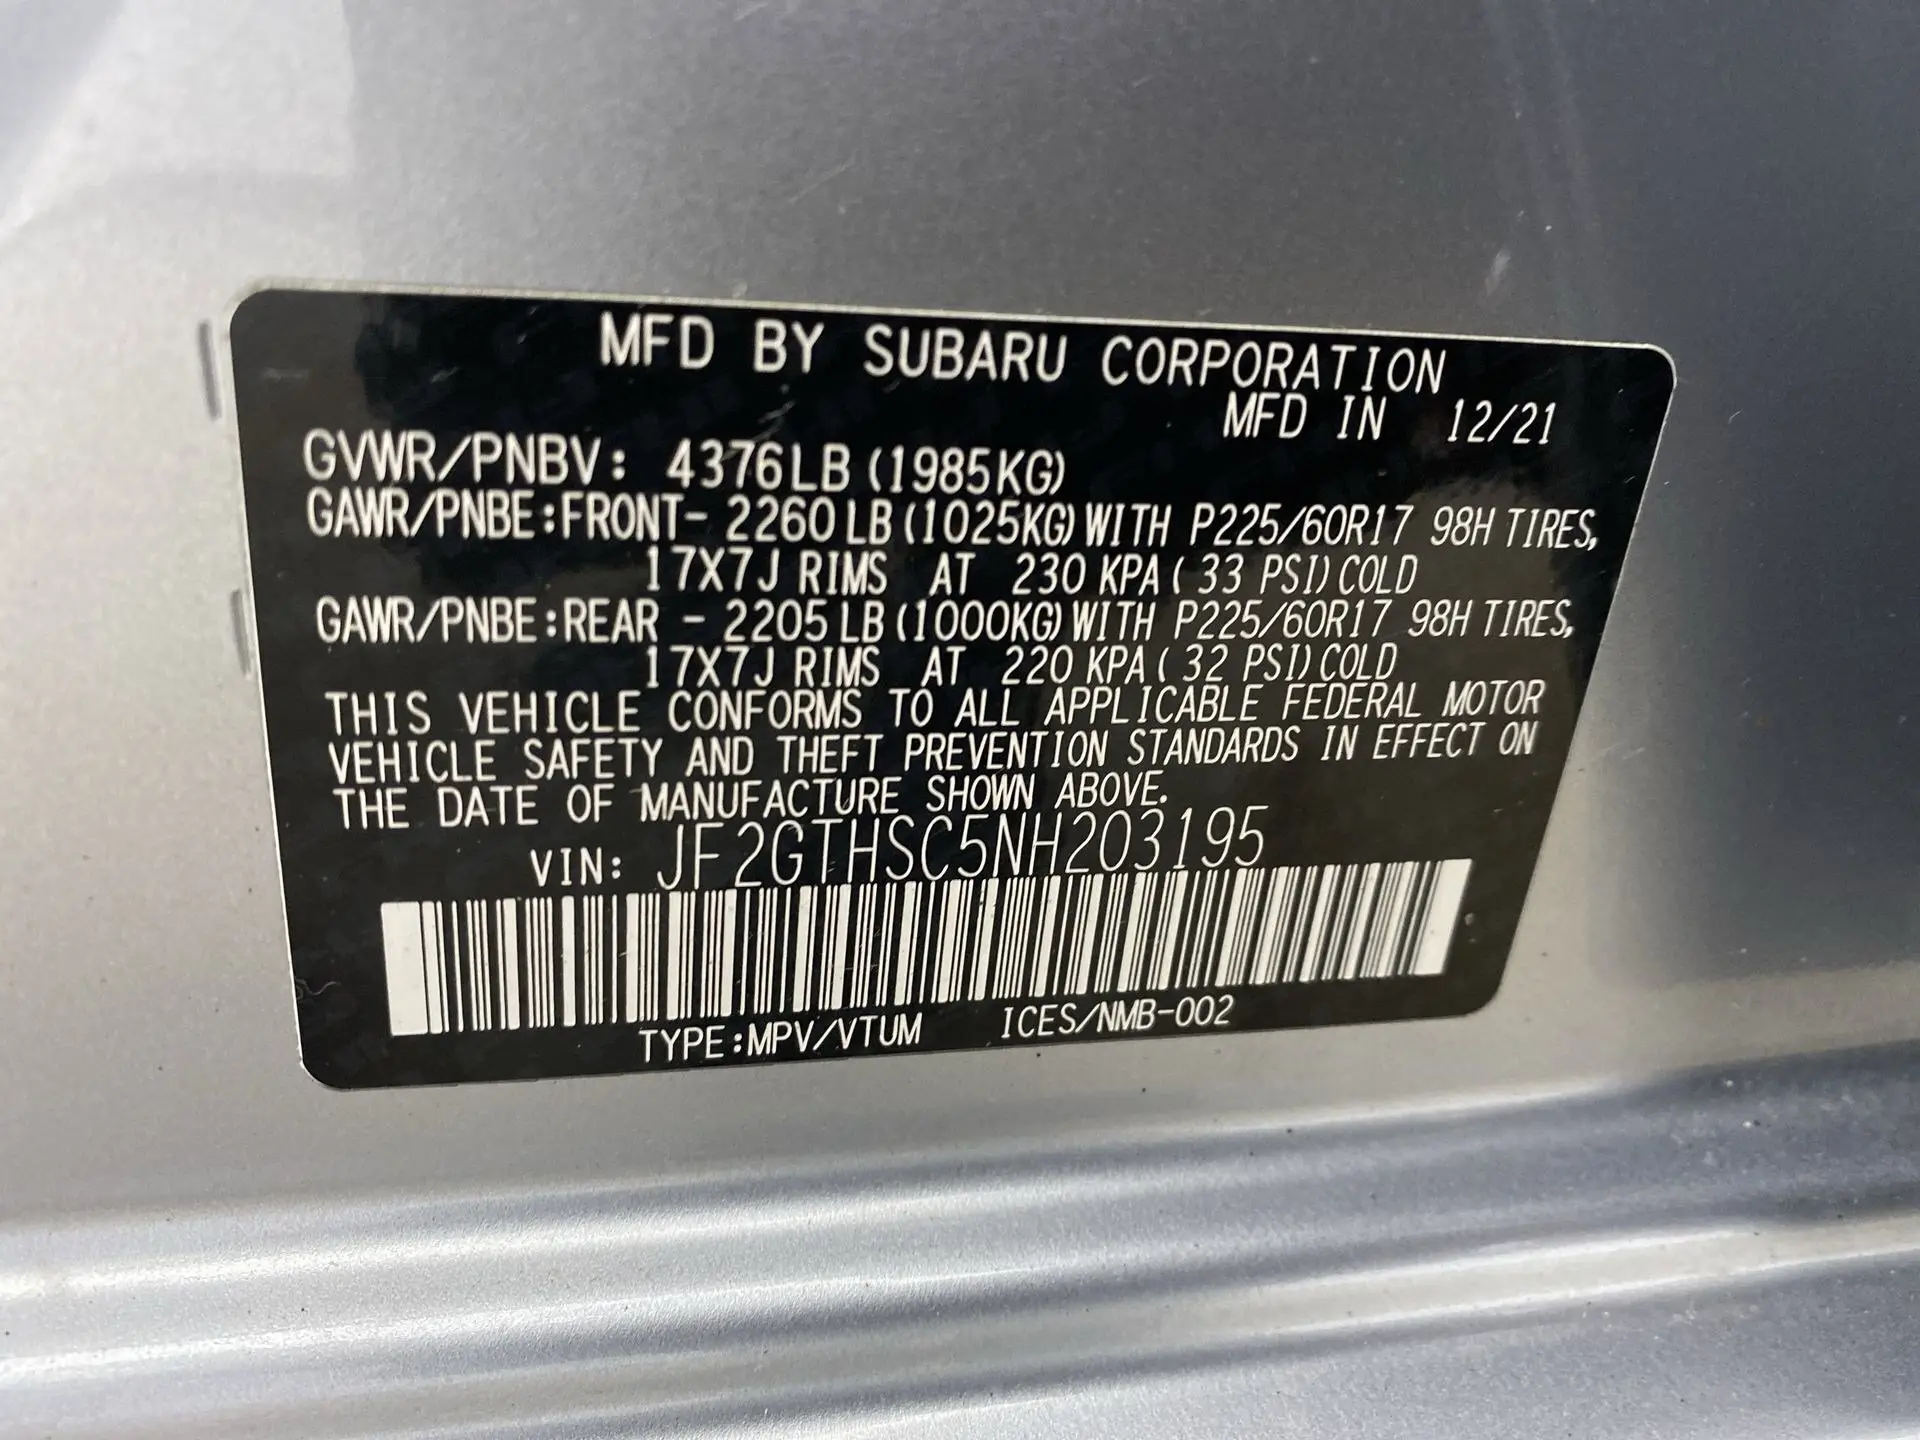 MFD BY SUBARU CORPORATION
MFD IN 12/21
GVWR/PNBV: 4376LB (1985KG)
GAWR/PNBE:FRONT- 2260 LB (1025KG) WITH P225/60R17 98H TIRES,
17X7J RIMS AT 230 KPA ( 33 PSI) COLD
GAWR/PNBE:REAR - 2205 LB (1000KG) WITH P225/60R17 98H TIRES,
17X7J RIMS AT 220 KPA ( 32 PSI) COLD
THIS VEHICLE CONFORMS TO ALL APPLICABLE FEDERAL MOTOR
VEHICLE SAFETY AND THEFT PREVENTION STANDARDS IN EFFECT ON
THE DATE OF MANUFACTURE SHOWN ABOVE.
VIN: JF2GTHSC5NH203195
TYPE:MPV/VTUM ICES/NMB-002